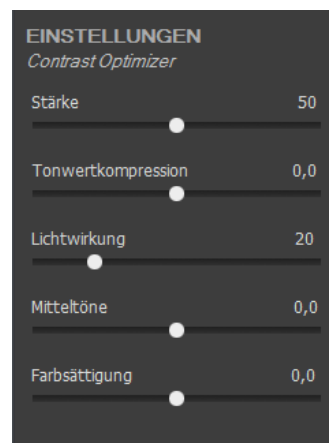 EINSTELLUNGEN
Contrast Optimizer
Stärke 50
Tonwertkompression 0,0
Lichtwirkung 20
Mitteltöne 0,0
Farbsättigung 0,0